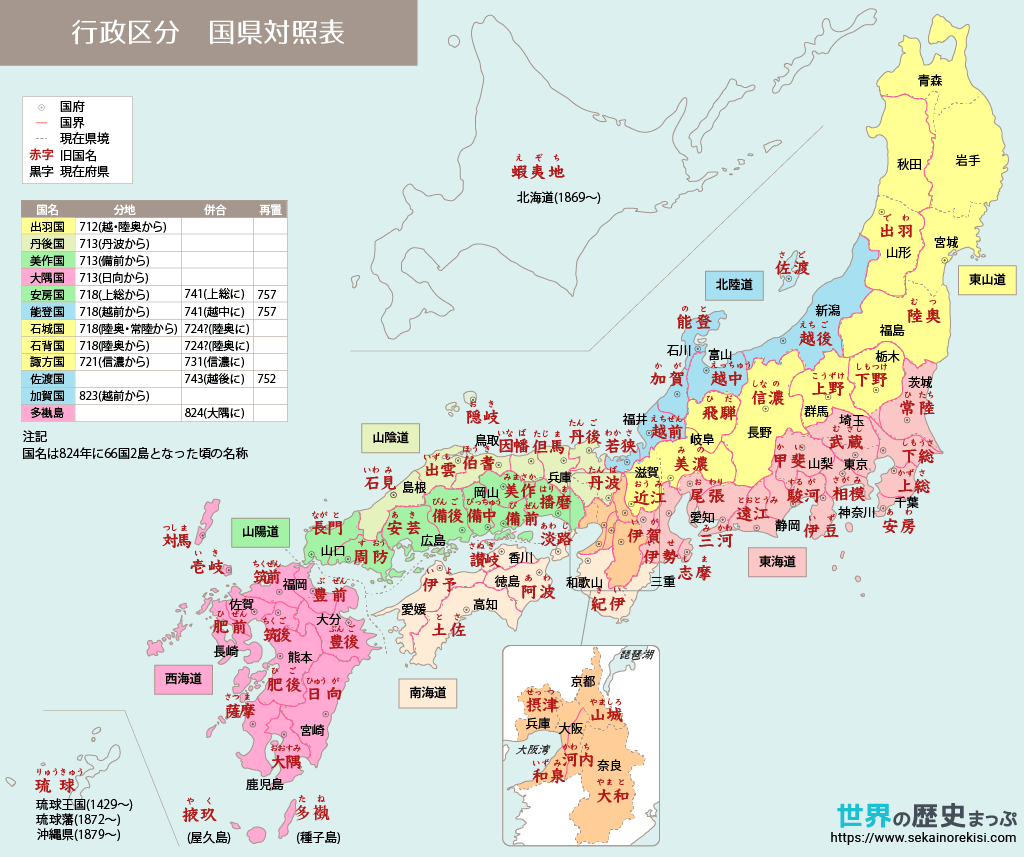 行政区分　国県対照表
国府
国界
現在県境
赤字 旧国名
黒字 現在府県
国名 分地 併合 再置
出羽国 712(越・陸奥から)
丹後国 713(丹波から)
美作国 713(備前から)
大隅国 713(日向から)
安房国 718(上総から) 741(上総に) 757
能登国 718(越前から) 741(越中に) 757
石城国 718(陸奥・常陸から) 724?(陸奥に)
石背国 718(陸奥から) 724?(陸奥に)
諏方国 721(信濃から) 731(信濃に)
佐渡国 743(越後に) 752
加賀国 823(越前から)
多褹島 824(大隅に)
注記
国名は824年に66国2島となった頃の名称
えぞち
蝦夷地
北海道(1869〜)
青森
秋田
岩手
でわ
出羽
山形
宮城
東山道
さど
佐渡
北陸道
新潟
えちご
越後
むつ
陸奥
福島
のと
能登
石川
富山
えっちゅう
越中
かが
加賀
福井
えちぜん
越前
わかさ
若狭
栃木
しもつけ
下野
こうずけ
上野
群馬
しなの
信濃
長野
ひだ
飛騨
岐阜
みの
美濃
滋賀
おうみ
近江
茨城
ひたち
常陸
埼玉
むさし
武蔵
東京
しもうさ
下総
かずさ
上総
千葉
あわ
安房
かい
甲斐
山梨
さがみ
相模
神奈川
するが
駿河
静岡
いず
伊豆
とおとうみ
遠江
おわり
尾張
愛知
みかわ
三河
東海道
いが
伊賀
いせ
伊勢
しま
志摩
三重
おき
隠岐
山陰道
鳥取
いなば
因幡
たじま
但馬
たんご
丹後
兵庫
たんば
丹波
いずも
出雲
ほうき
伯耆
いわみ
石見
島根
岡山
みまさか
美作
はりま
播磨
びんご
備後
びっちゅう
備中
びぜん
備前
あき
安芸
広島
ながと
長門
山口
すおう
周防
山陽道
あわじ
淡路
さぬき
讃岐
香川
徳島
あわ
阿波
いよ
伊予
愛媛
高知
とさ
土佐
南海道
和歌山
きい
紀伊
つしま
対馬
いき
壱岐
ちくぜん
筑前
福岡
ぶぜん
豊前
佐賀
ひぜん
肥前
ちくご
筑後
大分
ぶんご
豊後
長崎
熊本
ひご
肥後
ひゅうが
日向
宮崎
さつま
薩摩
おおすみ
大隅
鹿児島
西海道
りゅうきゅう
琉球
琉球王国(1429〜)
琉球藩(1872〜)
沖縄県(1879〜)
やく
掖玖
(屋久島)
たね
多褹
(種子島)
琵琶湖
京都
せっつ
摂津
やましろ
山城
兵庫
大阪
大阪湾
かわち
河内
いずみ
和泉
奈良
やまと
大和
世界の歴史まっぷ
https://www.sekainorekisi.com